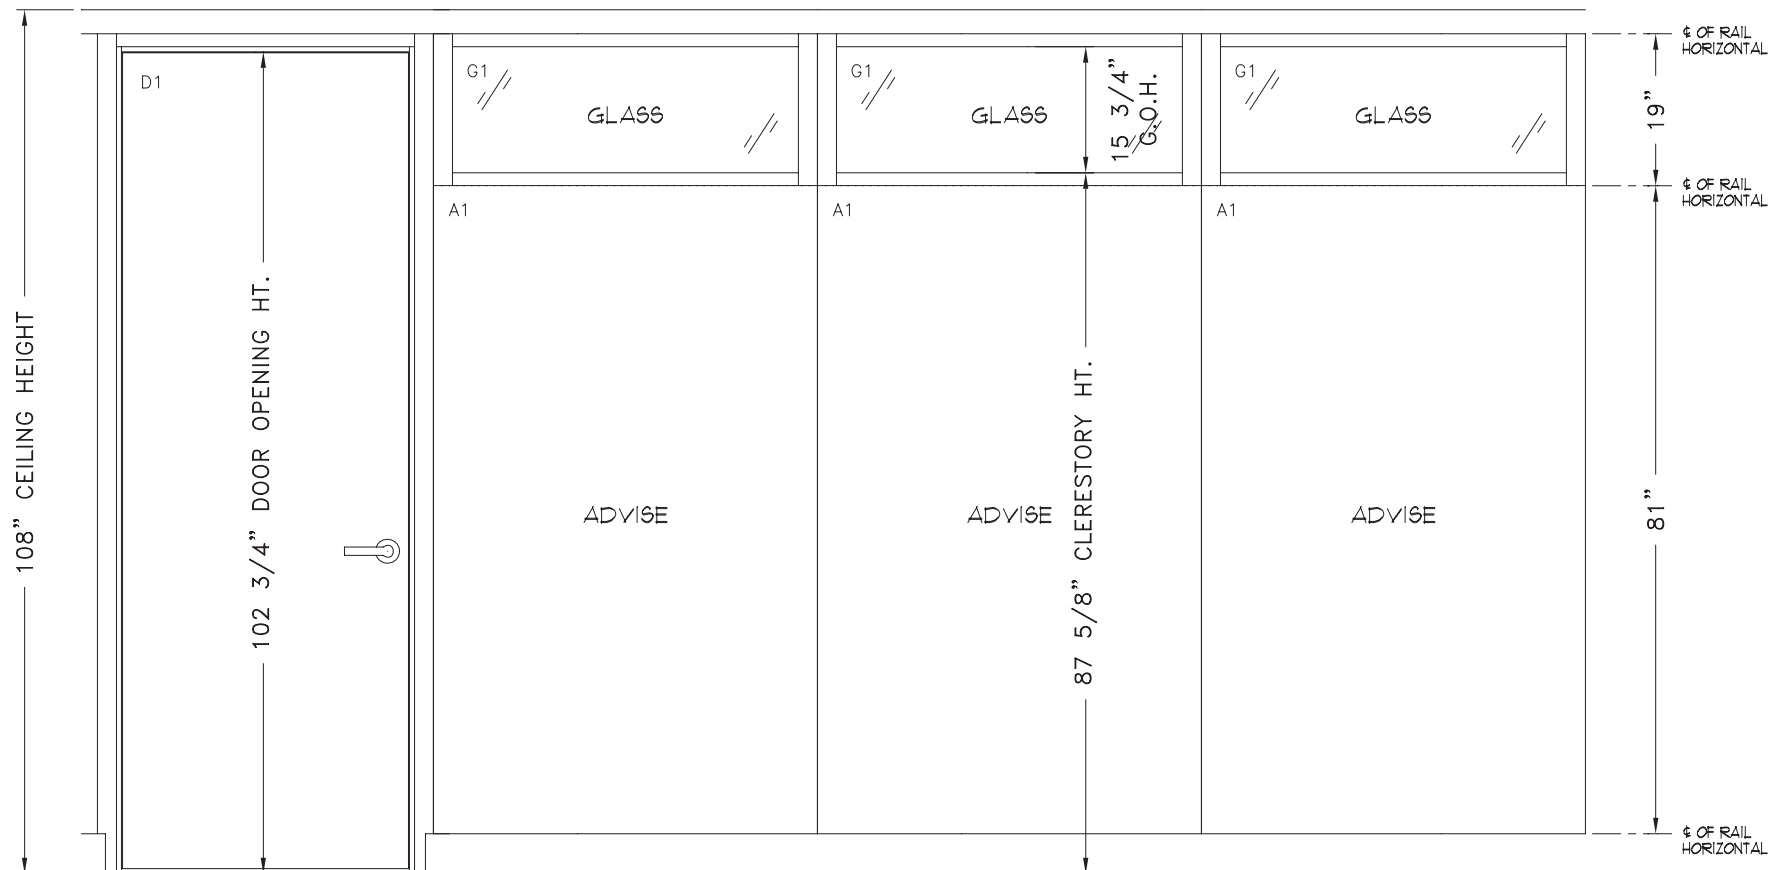 108” CEILING HEIGHT
D1
102 3/4” DOOR OPENING HT.
G1
GLASS
A1
ADVISE
G1
GLASS
15 3/4”
G.O.H.
A1
ADVISE
87 5/8” CLERESTORY HT.
G1
GLASS
A1
ADVISE
℄ OF RAIL
HORIZONTAL
19”
℄ OF RAIL
HORIZONTAL
81”
℄ OF RAIL
HORIZONTAL